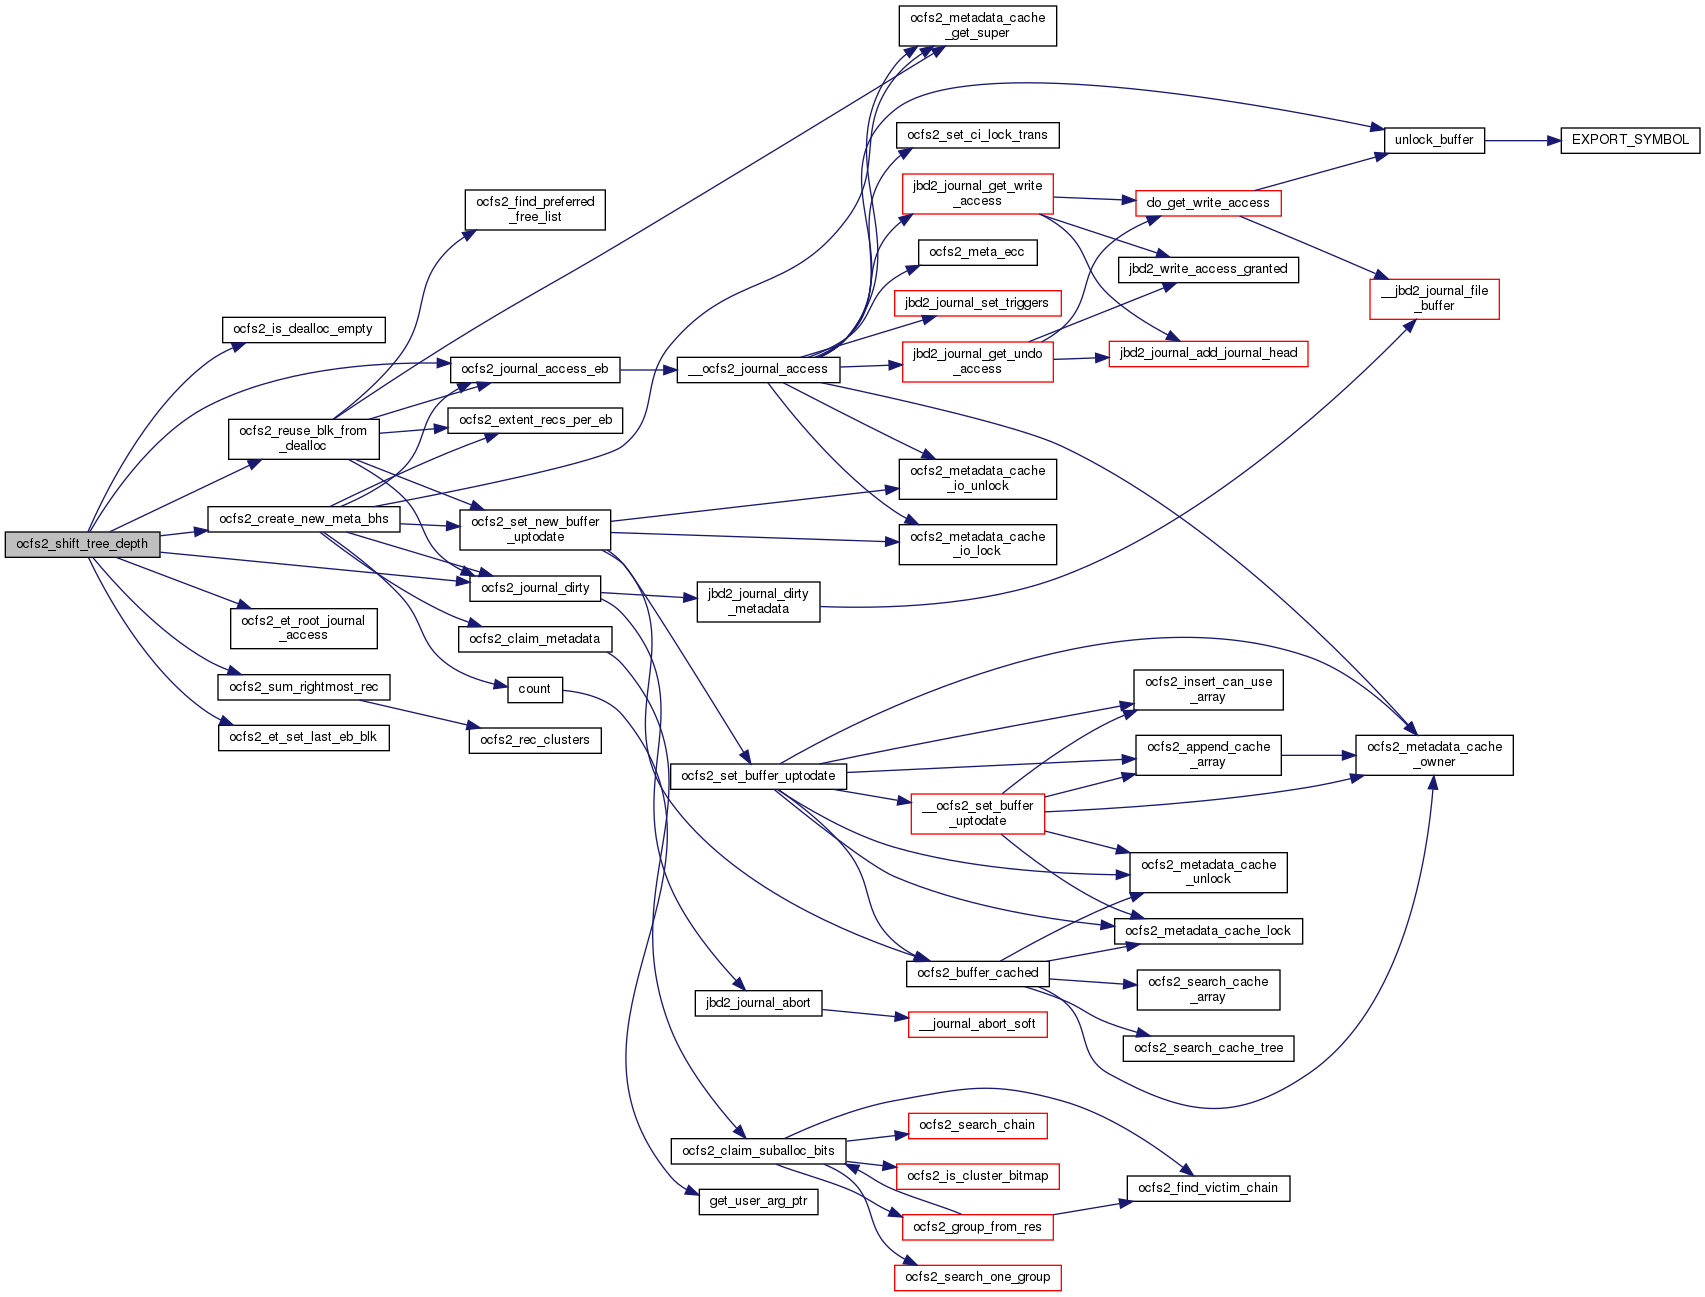 ocfs2_metadata_cache
_get_super
ocfs2_set_ci_lock_trans
unlock_buffer
EXPORT_SYMBOL
jbd2_journal_get_write
_access
do_get_write_access
ocfs2_find_preferred
_free_list
ocfs2_meta_ecc
jbd2_write_access_granted
jbd2_journal_set_triggers
__jbd2_journal_file
_buffer
ocfs2_is_dealloc_empty
jbd2_journal_get_undo
_access
jbd2_journal_add_journal_head
ocfs2_journal_access_eb
__ocfs2_journal_access
ocfs2_extent_recs_per_eb
ocfs2_reuse_blk_from
_dealloc
ocfs2_metadata_cache
_io_unlock
ocfs2_create_new_meta_bhs
ocfs2_set_new_buffer
_uptodate
ocfs2_shift_tree_depth
ocfs2_metadata_cache
_io_lock
ocfs2_journal_dirty
jbd2_journal_dirty
_metadata
ocfs2_et_root_journal
_access
ocfs2_claim_metadata
ocfs2_sum_rightmost_rec
count
ocfs2_insert_can_use
_array
ocfs2_et_set_last_eb_blk
ocfs2_rec_clusters
ocfs2_append_cache
_array
ocfs2_metadata_cache
_owner
ocfs2_set_buffer_uptodate
__ocfs2_set_buffer
_uptodate
ocfs2_metadata_cache
_unlock
ocfs2_metadata_cache_lock
ocfs2_buffer_cached
ocfs2_search_cache
_array
jbd2_journal_abort
__journal_abort_soft
ocfs2_search_cache_tree
ocfs2_search_chain
ocfs2_claim_suballoc_bits
ocfs2_is_cluster_bitmap
ocfs2_find_victim_chain
get_user_arg_ptr
ocfs2_group_from_res
ocfs2_search_one_group